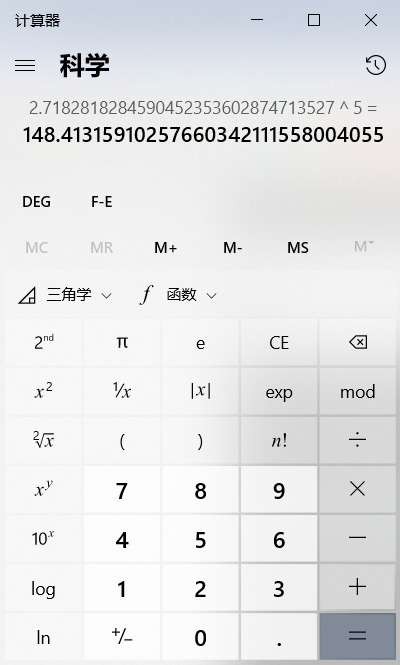 计算器
科学
2.7182818284590452353602874713527 ^ 5 =
148.41315910257660342111558004055
DEG F-E
MC MR M+ M- MS M˅
三角学 f 函数
2nd π e CE
x² ¹/x |x| exp mod
²√x ( ) n! ÷
xʸ 7 8 9 ×
10ˣ 4 5 6 −
log 1 2 3 +
ln +/− 0 . =